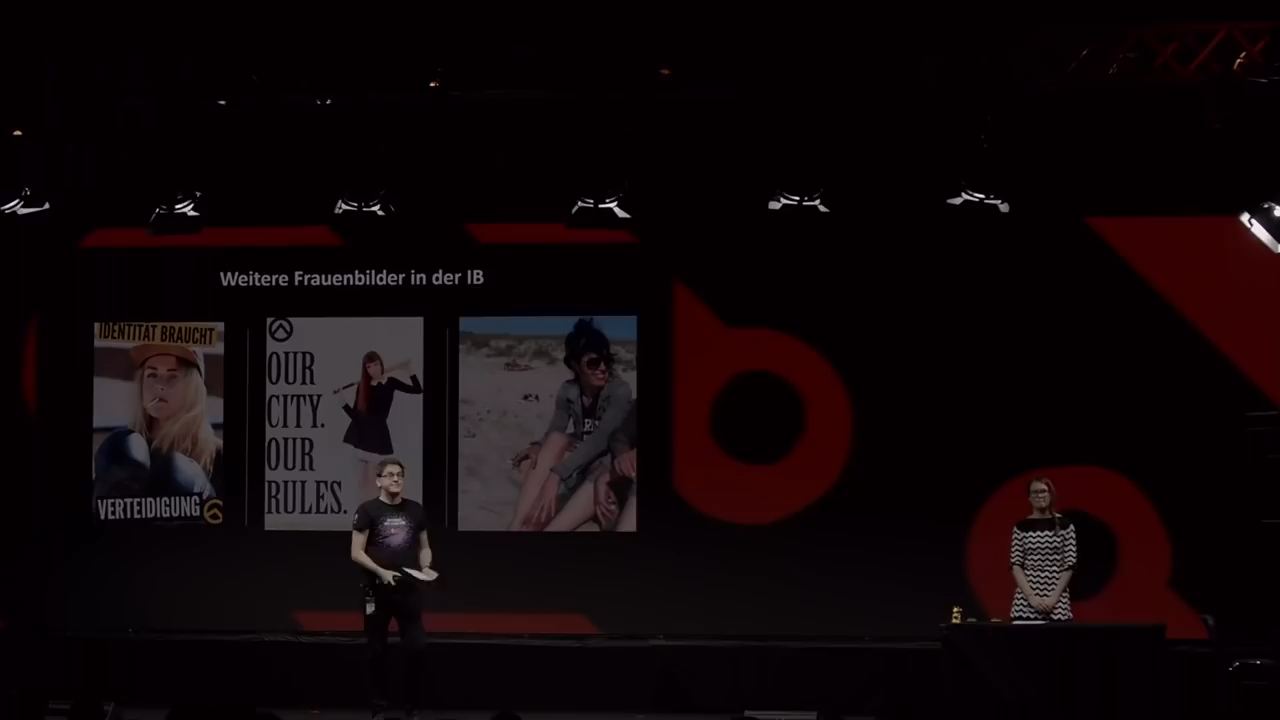 Weitere Frauenbilder in der IB
IDENTITÄT BRAUCHT
VERTEIDIGUNG
OUR
CITY.
OUR
RULES.